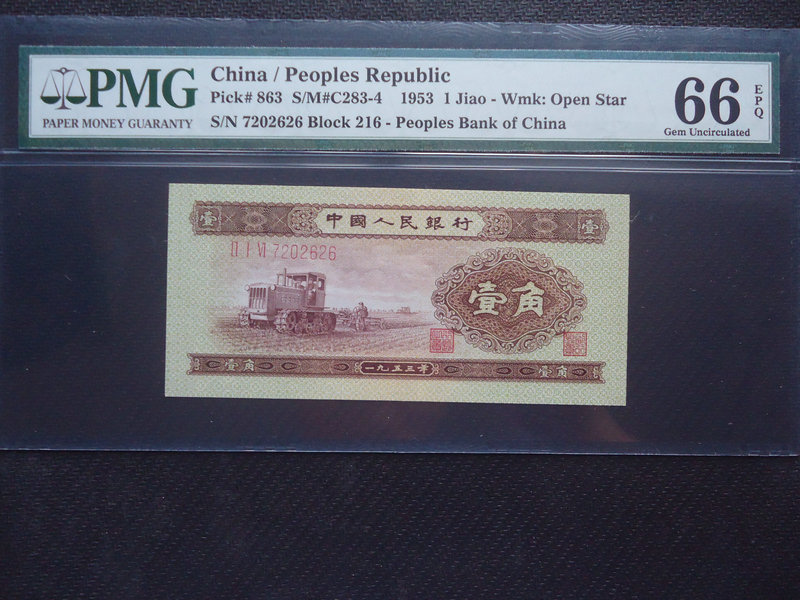 PMG
PAPER MONEY GUARANTY
China / Peoples Republic
Pick# 863 S/M#C283-4 1953 1 Jiao - Wmk: Open Star
S/N 7202626 Block 216 - Peoples Bank of China
66
EPQ
Gem Uncirculated
壹 中國人民銀行 壹
II I VI 7202626
壹角
壹角 一九五三年 壹角